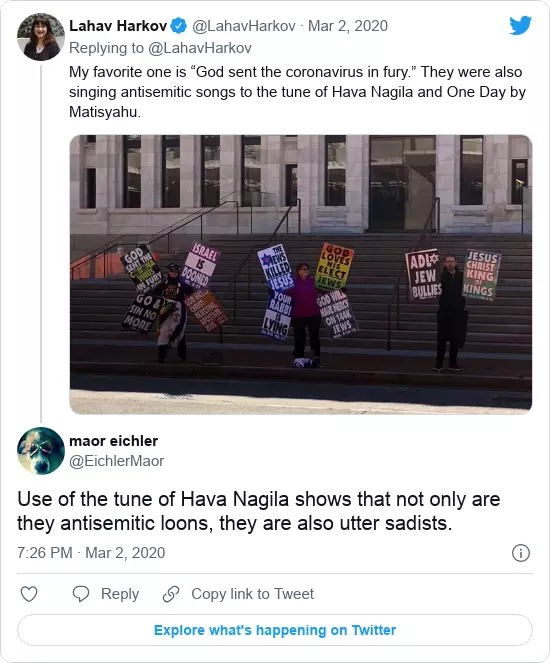 Lahav Harkov @LahavHarkov · Mar 2, 2020
Replying to @LahavHarkov
My favorite one is “God sent the coronavirus in fury.” They were also
singing antisemitic songs to the tune of Hava Nagila and One Day by
Matisyahu.
GOD
SENT THE
IN
FURY
GO &
SIN NO
MORE
ISRAEL
IS
DOOMED
THE
JEWS
KILLED
JESUS
YOUR
RABBI
IS
LYING
GOD
LOVES
HIS
ELECT
JEWS
GOD WILL
HAVE MERCY
ON 144K
JEWS
ADL
JEW
BULLIES
JESUS
CHRIST
KING
OF
KINGS
maor eichler
@EichlerMaor
Use of the tune of Hava Nagila shows that not only are
they antisemitic loons, they are also utter sadists.
7:26 PM · Mar 2, 2020
Reply
Copy link to Tweet
Explore what's happening on Twitter